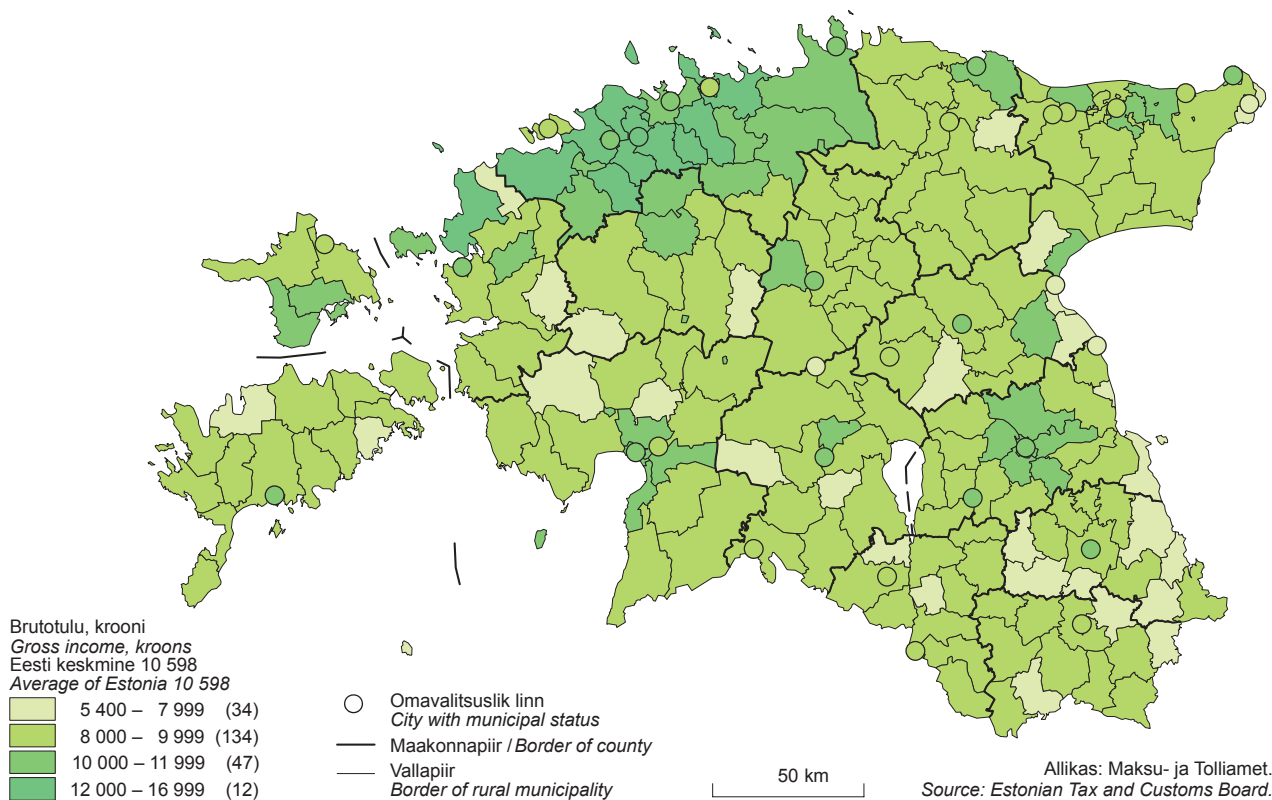 Brutotulu, krooni
Gross income, kroons
Eesti keskmine 10 598
Average of Estonia 10 598
5 400 – 7 999 (34)
8 000 – 9 999 (134)
10 000 – 11 999 (47)
12 000 – 16 999 (12)
Omavalitsuslik linn
City with municipal status
Maakonnapiir / Border of county
Vallapiir
Border of rural municipality
50 km
Allikas: Maksu- ja Tolliamet.
Source: Estonian Tax and Customs Board.